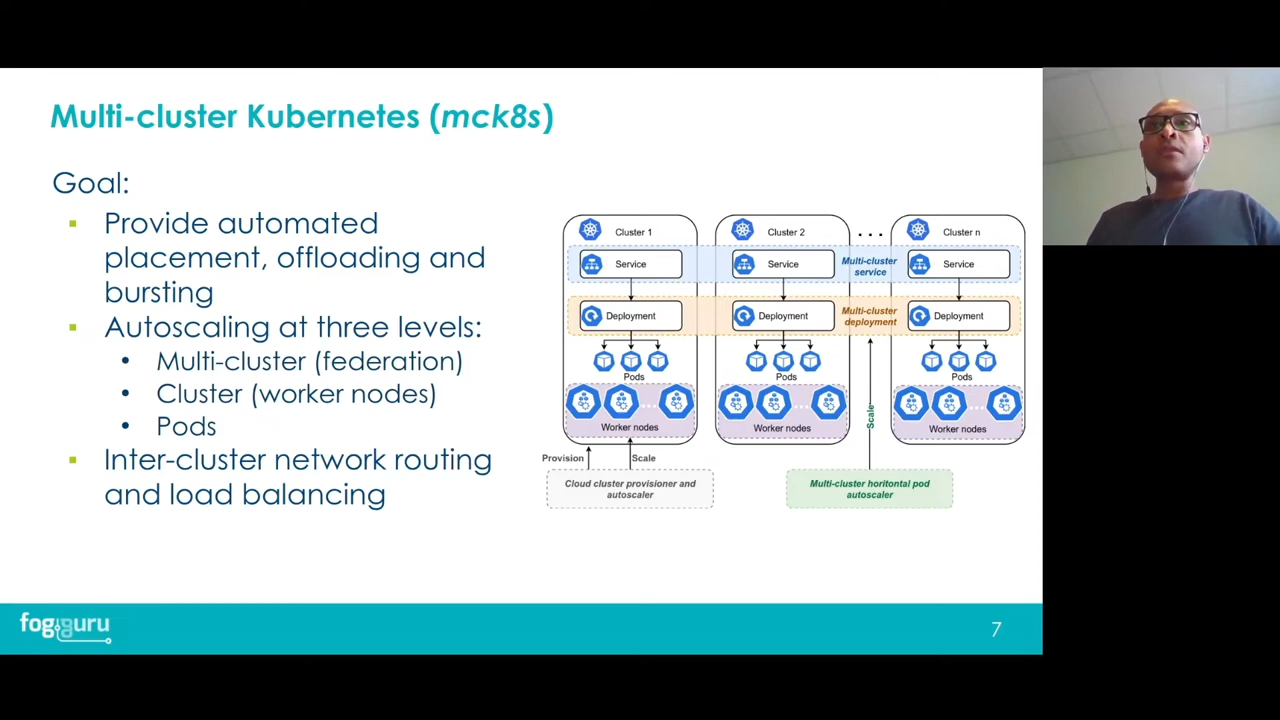 Multi-cluster Kubernetes (mck8s)
Goal:
Provide automated
placement, offloading and
bursting
Autoscaling at three levels:
Multi-cluster (federation)
Cluster (worker nodes)
Pods
Inter-cluster network routing
and load balancing
Cluster 1
Service
Deployment
Pods
Worker nodes
Cluster 2
Service
Deployment
Pods
Worker nodes
. . .
Cluster n
Service
Deployment
Pods
Worker nodes
Multi-cluster
service
Multi-cluster
deployment
Provision
Scale
Scale
Cloud cluster provisioner and
autoscaler
Multi-cluster horitontal pod
autoscaler
fogguru
7